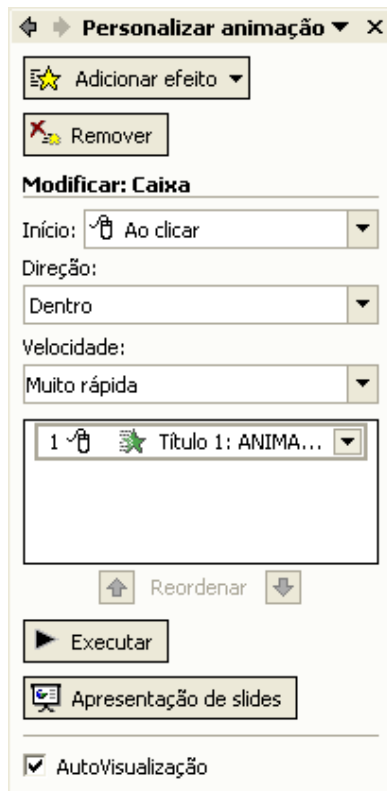 Personalizar animação
Adicionar efeito
Remover
Modificar: Caixa
Início: Ao clicar
Direção:
Dentro
Velocidade:
Muito rápida
1 Título 1: ANIMA...
Reordenar
Executar
Apresentação de slides
AutoVisualização